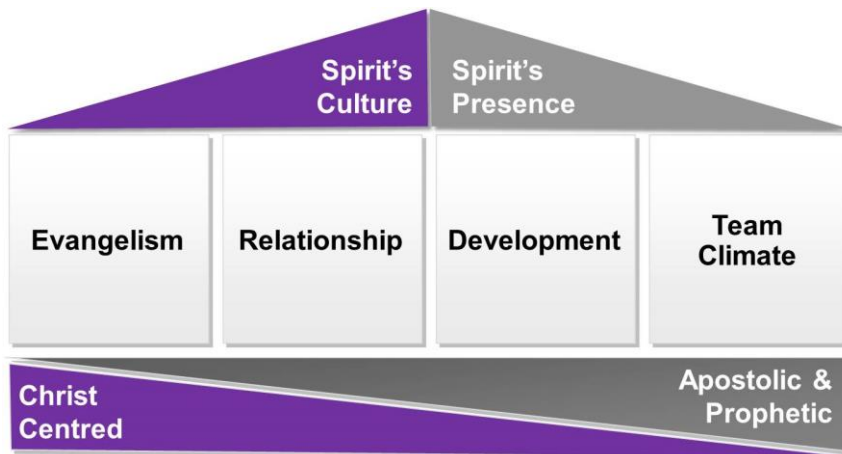 Spirit's
Culture
Spirit's
Presence
Evangelism
Relationship
Development
Team
Climate
Christ
Centred
Apostolic &
Prophetic